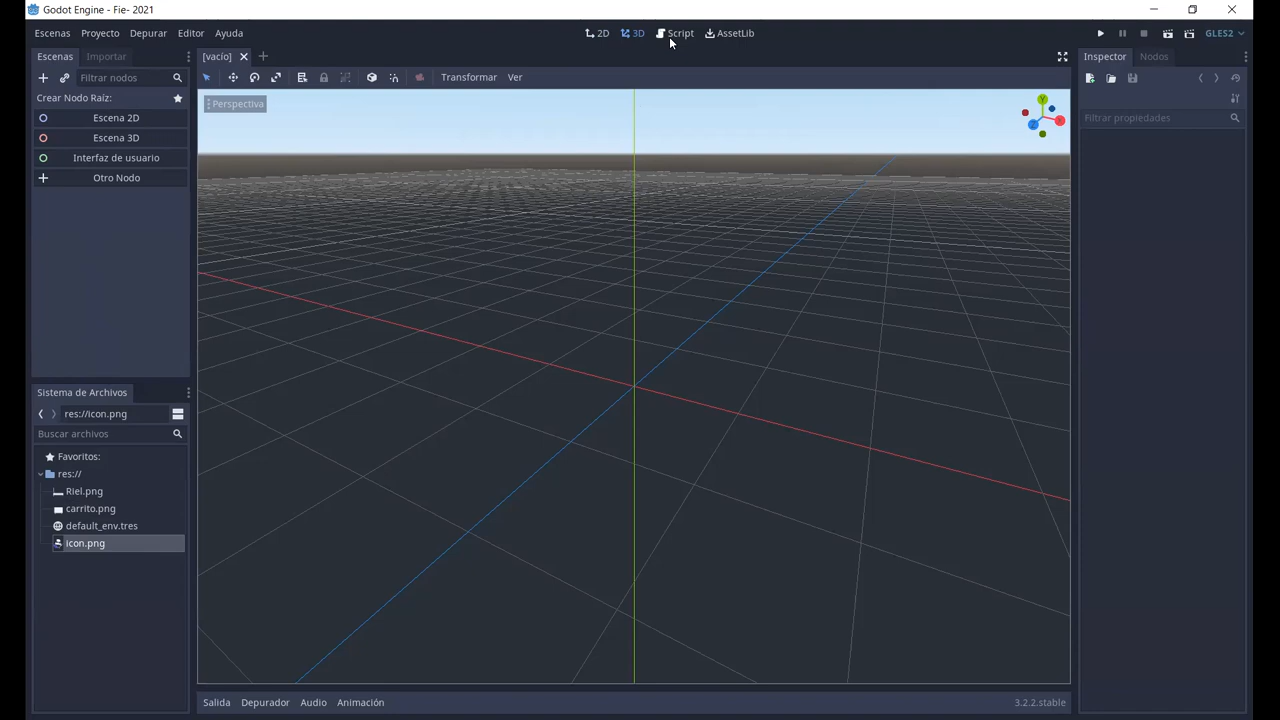 Godot Engine - Fie- 2021
Escenas Proyecto Depurar Editor Ayuda
2D 3D Script AssetLib
GLES2
Escenas Importar
[vacío]
Inspector Nodos
Filtrar nodos
Transformar Ver
Crear Nodo Raíz:
Perspectiva
Y
X
Z
Escena 2D
Escena 3D
Interfaz de usuario
Otro Nodo
Filtrar propiedades
Sistema de Archivos
res://icon.png
Buscar archivos
Favoritos:
res://
Riel.png
carrito.png
default_env.tres
icon.png
Salida Depurador Audio Animación
3.2.2.stable